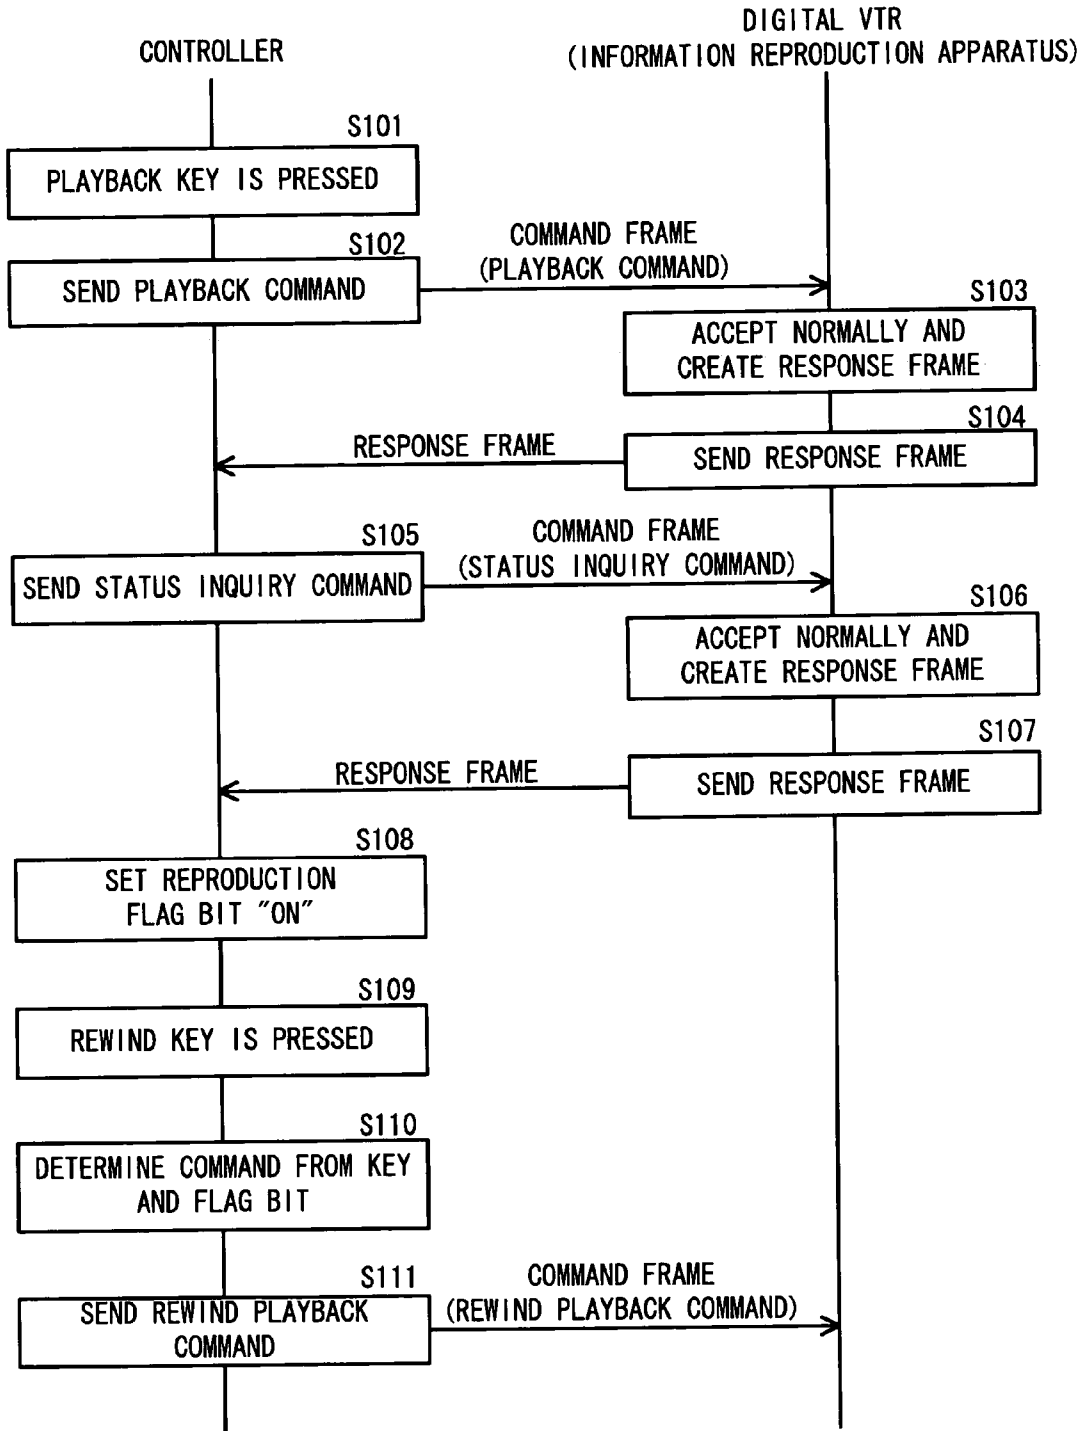 DIGITAL VTR
CONTROLLER
(INFORMATION REPRODUCTION APPARATUS)
S101
PLAYBACK KEY IS PRESSED
S102
SEND PLAYBACK COMMAND
COMMAND FRAME
(PLAYBACK COMMAND)
S103
ACCEPT NORMALLY AND
CREATE RESPONSE FRAME
S104
SEND RESPONSE FRAME
RESPONSE FRAME
S105
SEND STATUS INQUIRY COMMAND
COMMAND FRAME
(STATUS INQUIRY COMMAND)
S106
ACCEPT NORMALLY AND
CREATE RESPONSE FRAME
S107
SEND RESPONSE FRAME
RESPONSE FRAME
S108
SET REPRODUCTION
FLAG BIT "ON"
S109
REWIND KEY IS PRESSED
S110
DETERMINE COMMAND FROM KEY
AND FLAG BIT
S111
SEND REWIND PLAYBACK
COMMAND
COMMAND FRAME
(REWIND PLAYBACK COMMAND)